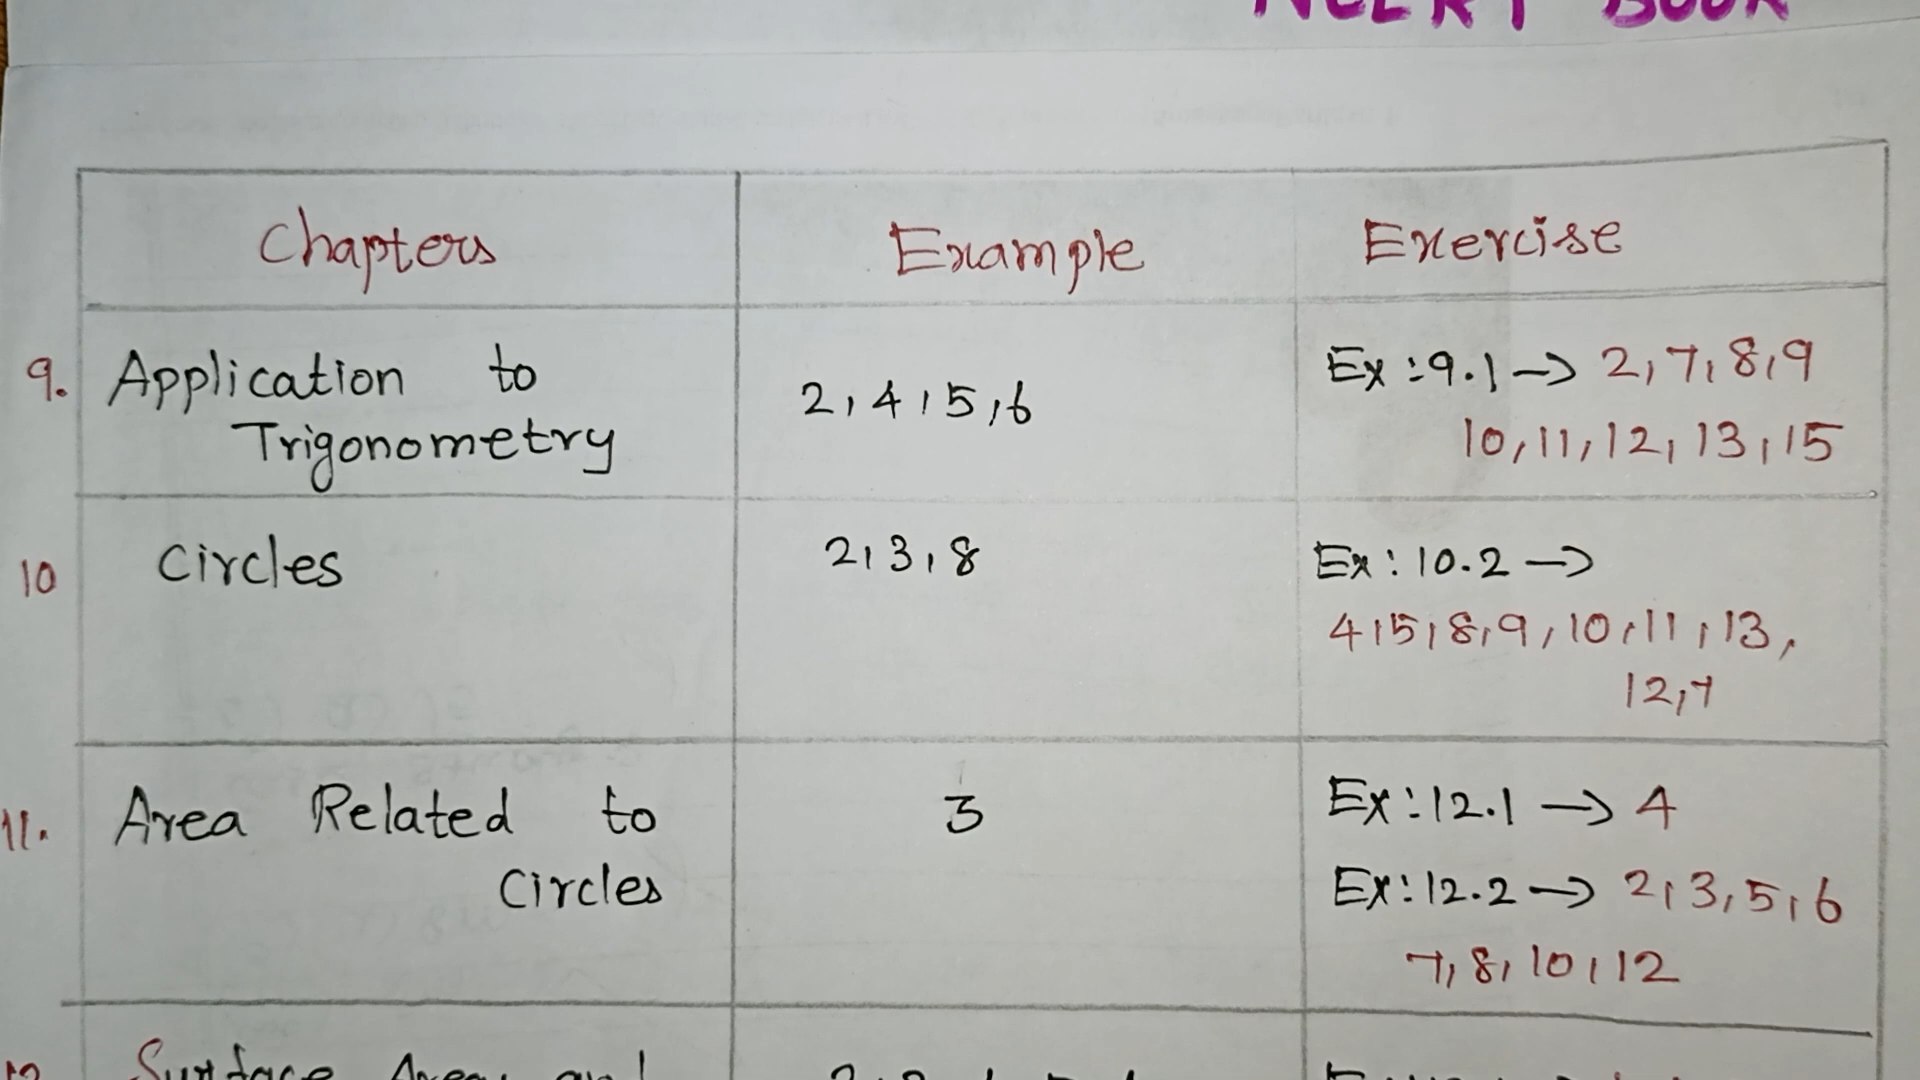 NCERT BOOK
Chapters Example Exercise
9. Application to 2,4,5,6 Ex:9.1→ 2,7,8,9
Trigonometry 10,11,12,13,15
10 Circles 2,3,8 Ex:10.2→
4,5,8,9,10,11,13,
12,7
11. Area Related to 3 Ex:12.1→ 4
Circles Ex:12.2→ 2,3,5,6
7,8,10,12
Surface